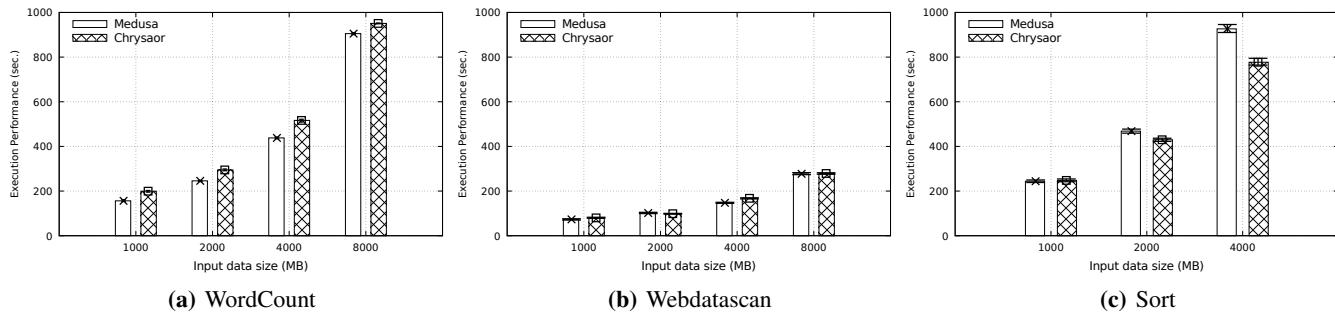 1000
800
600
400
200
0
Execution Performance (sec.)
Medusa
Chrysaor
1000 2000 4000 8000
Input data size (MB)
(a) WordCount
1000
800
600
400
200
0
Execution Performance (sec.)
Medusa
Chrysaor
1000 2000 4000 8000
Input data size (MB)
(b) Webdatascan
1000
800
600
400
200
0
Execution Performance (sec.)
Medusa
Chrysaor
1000 2000 4000
Input data size (MB)
(c) Sort